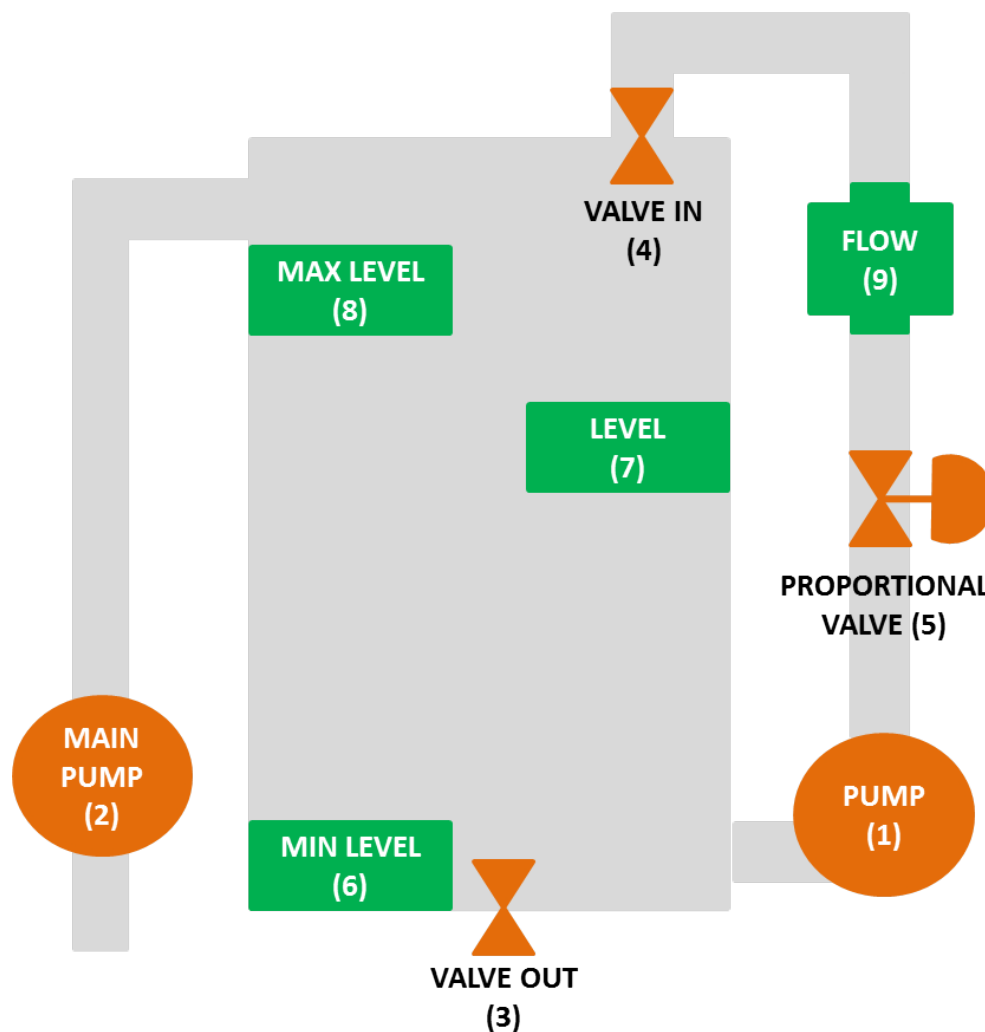 VALVE IN
(4)
FLOW
(9)
MAX LEVEL
(8)
LEVEL
(7)
PROPORTIONAL
VALVE (5)
MAIN
PUMP
(2)
PUMP
(1)
MIN LEVEL
(6)
VALVE OUT
(3)